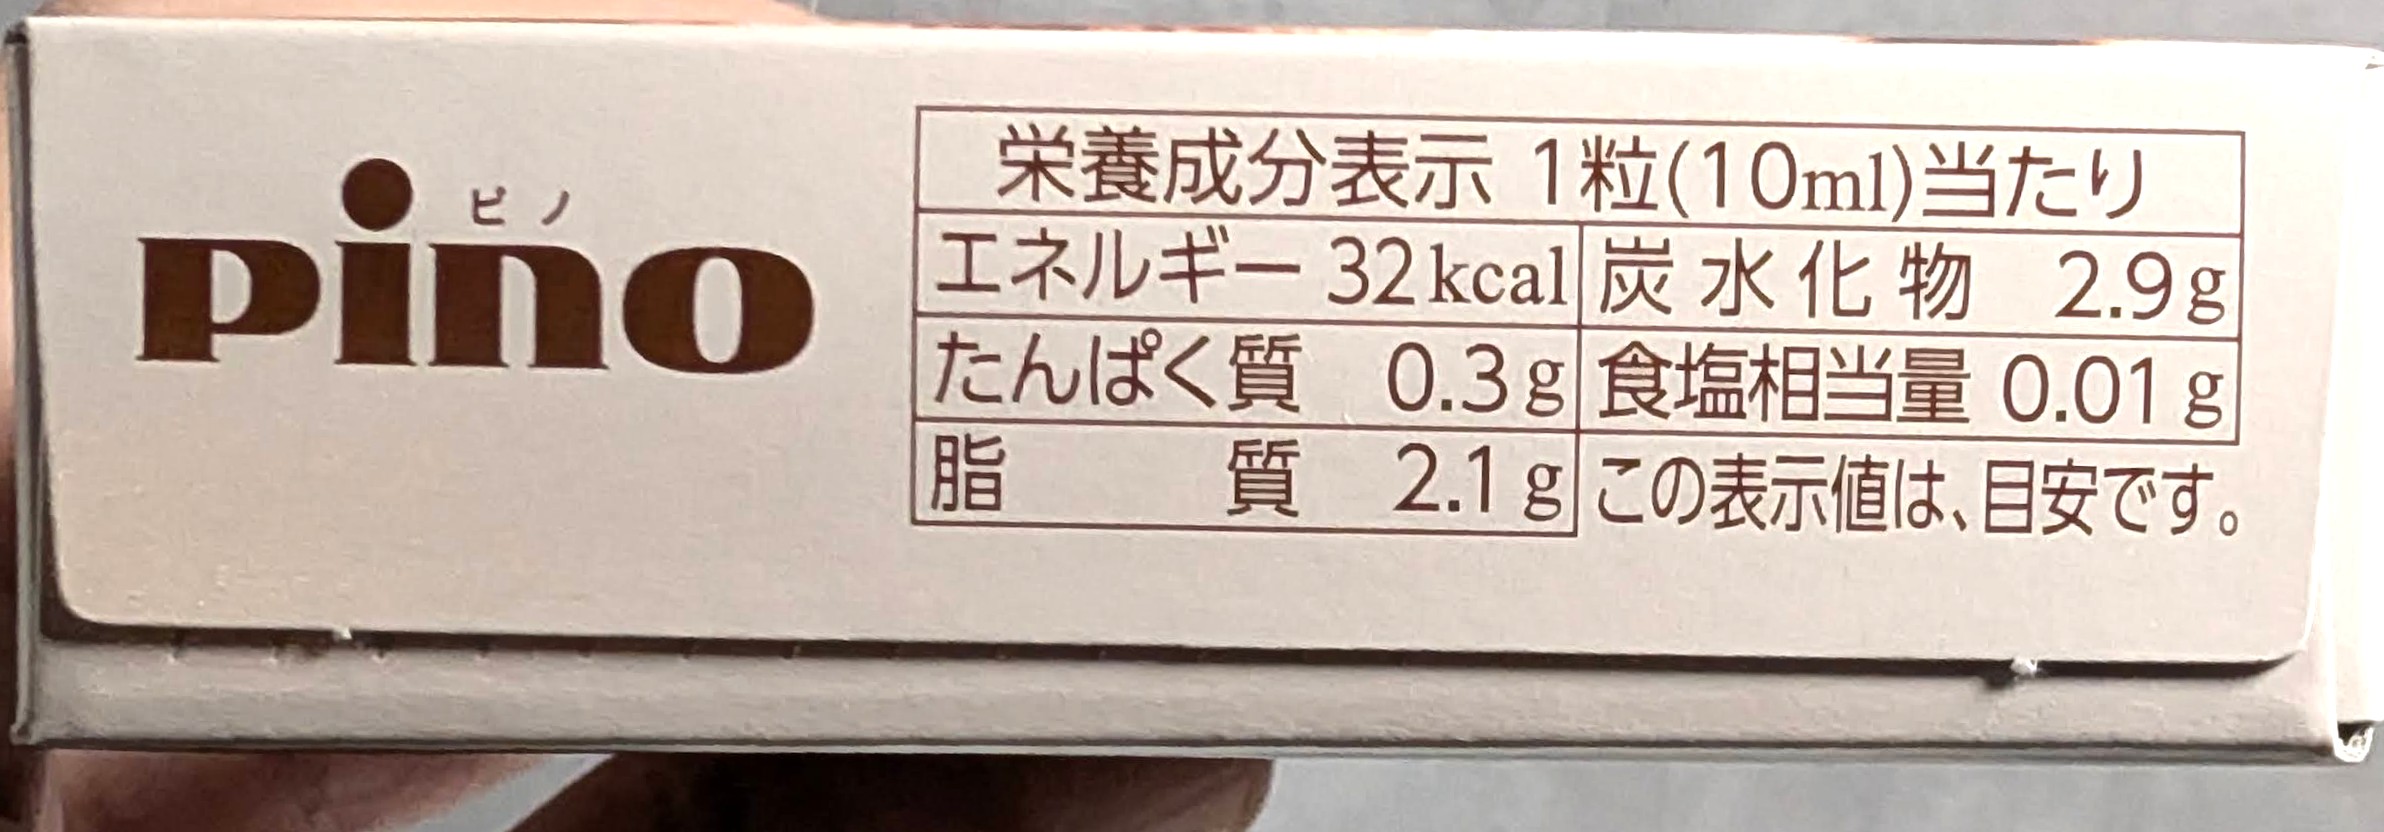 ピノ
pino
栄養成分表示 1粒(10ml)当たり
エネルギー 32kcal 炭水化物 2.9g
たんぱく質 0.3g 食塩相当量 0.01g
脂質 2.1g この表示値は、目安です。